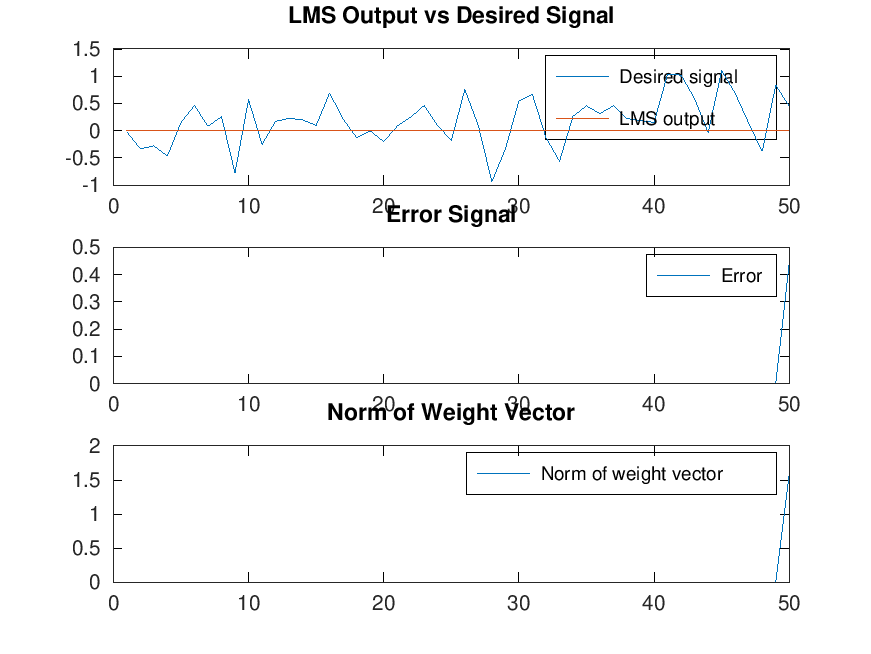 LMS Output vs Desired Signal
1.5
1
0.5
0
-0.5
-1
Desired signal
LMS output
0 10 20 30 40 50
Error Signal
0.5
0.4
0.3
0.2
0.1
0
Error
0 10 20 30 40 50
Norm of Weight Vector
2
1.5
1
0.5
0
Norm of weight vector
0 10 20 30 40 50